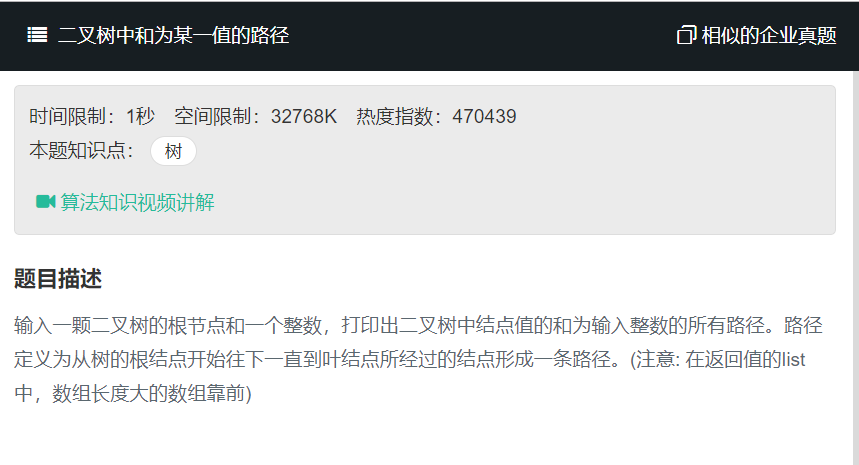 二叉树中和为某一值的路径 相似的企业真题
时间限制：1秒 空间限制：32768K 热度指数：470439
本题知识点： 树
算法知识视频讲解
题目描述
输入一颗二叉树的根节点和一个整数，打印出二叉树中结点值的和为输入整数的所有路径。路径
定义为从树的根结点开始往下一直到叶结点所经过的结点形成一条路径。(注意: 在返回值的list
中，数组长度大的数组靠前)